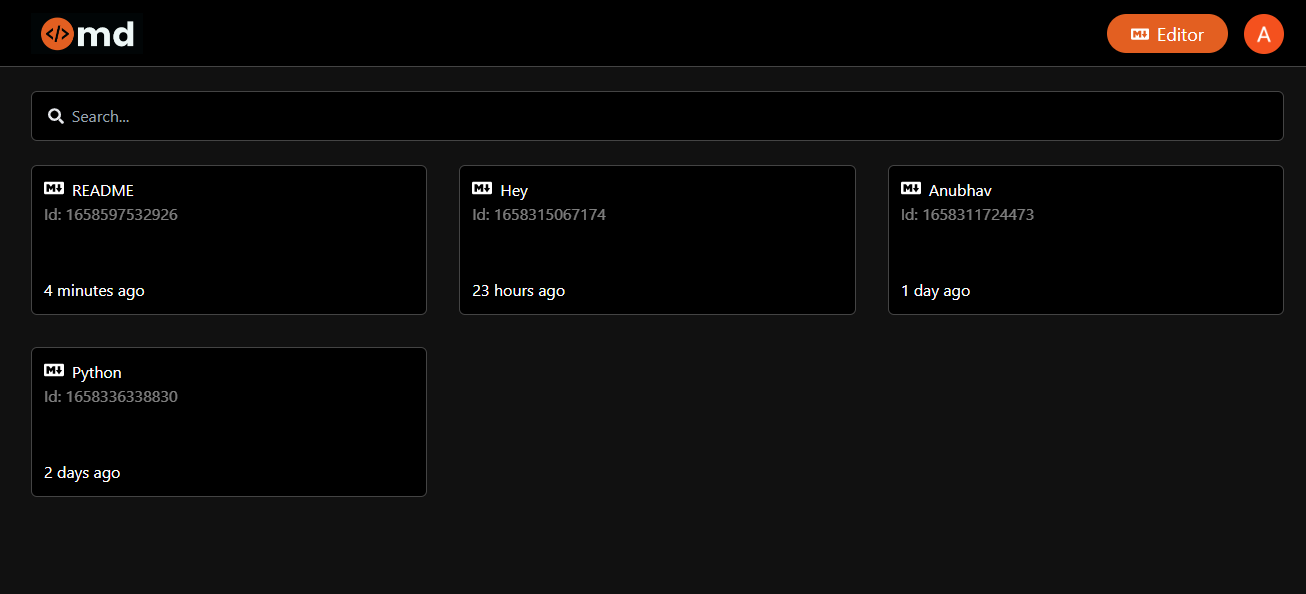 </> md
Editor
A
Search...
README
Id: 1658597532926
4 minutes ago
Hey
Id: 1658315067174
23 hours ago
Anubhav
Id: 1658311724473
1 day ago
Python
Id: 1658336338830
2 days ago